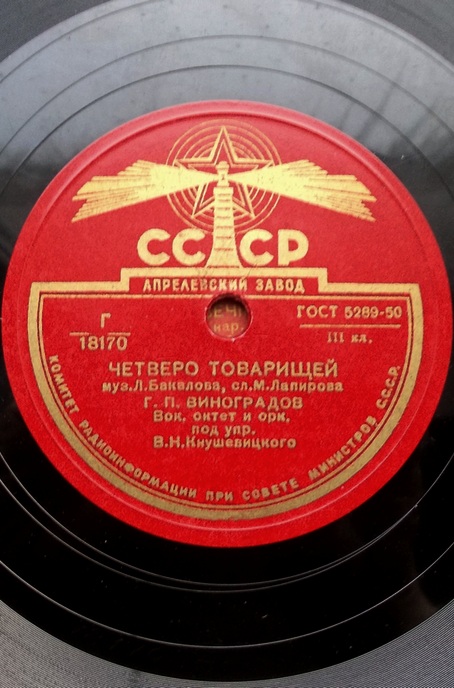 СССР
АПРЕЛЕВСКИЙ ЗАВОД
Г
18170
ГОСТ 5289-50
III кл.
ЧЕТВЕРО ТОВАРИЩЕЙ
муз.Л.Бакалова, сл.М.Лапирова
Г. П. ВИНОГРАДОВ
Вок. октет и орк.
под упр.
В.Н.Кнушевицкого
КОМИТЕТ РАДИОИНФОРМАЦИИ ПРИ СОВЕТЕ МИНИСТРОВ С.С.С.Р.